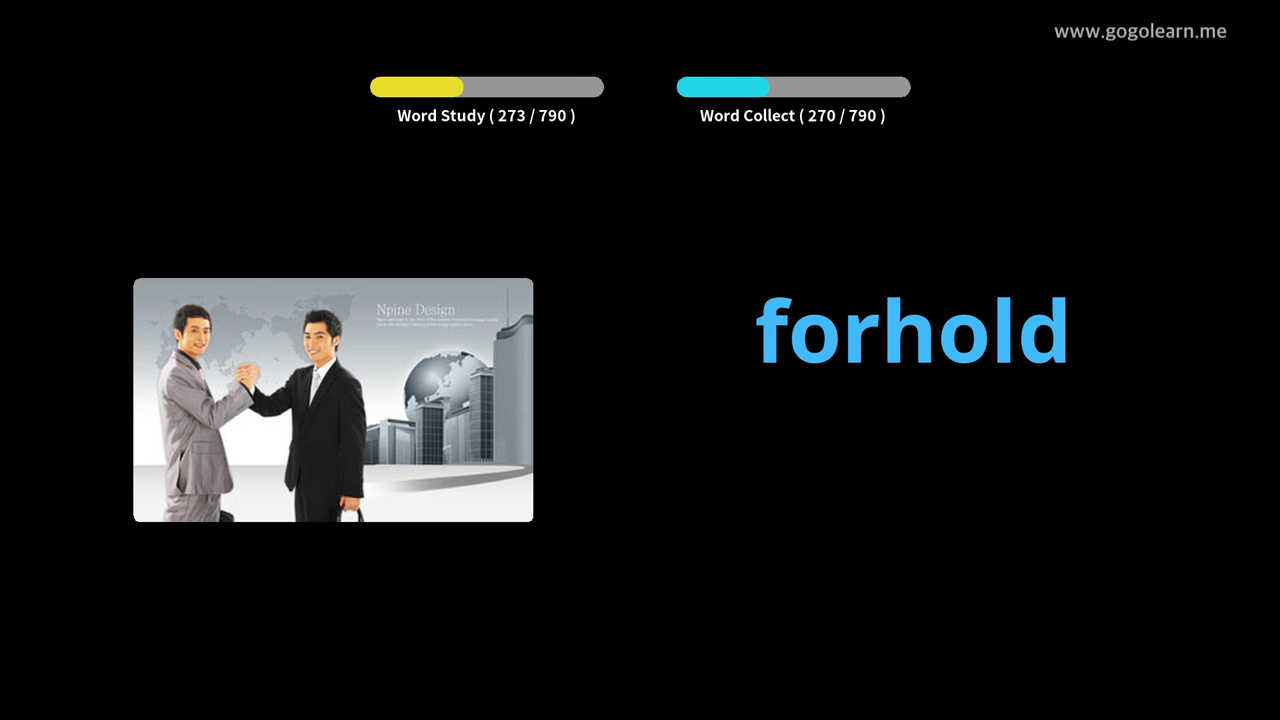 www.gogolearn.me
Word Study ( 273 / 790 )
Word Collect ( 270 / 790 )
Npine Design
forhold